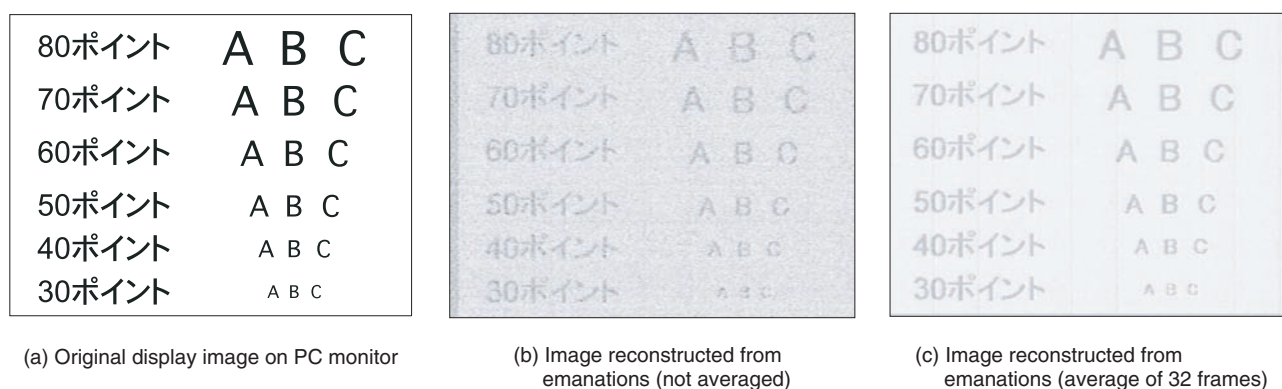 80ポイント A B C
70ポイント A B C
60ポイント A B C
50ポイント A B C
40ポイント A B C
30ポイント A B C
(a) Original display image on PC monitor
80ポイント A B C
70ポイント A B C
60ポイント A B C
50ポイント A B C
40ポイント A B C
30ポイント A B C
(b) Image reconstructed from
emanations (not averaged)
80ポイント A B C
70ポイント A B C
60ポイント A B C
50ポイント A B C
40ポイント A B C
30ポイント A B C
(c) Image reconstructed from
emanations (average of 32 frames)